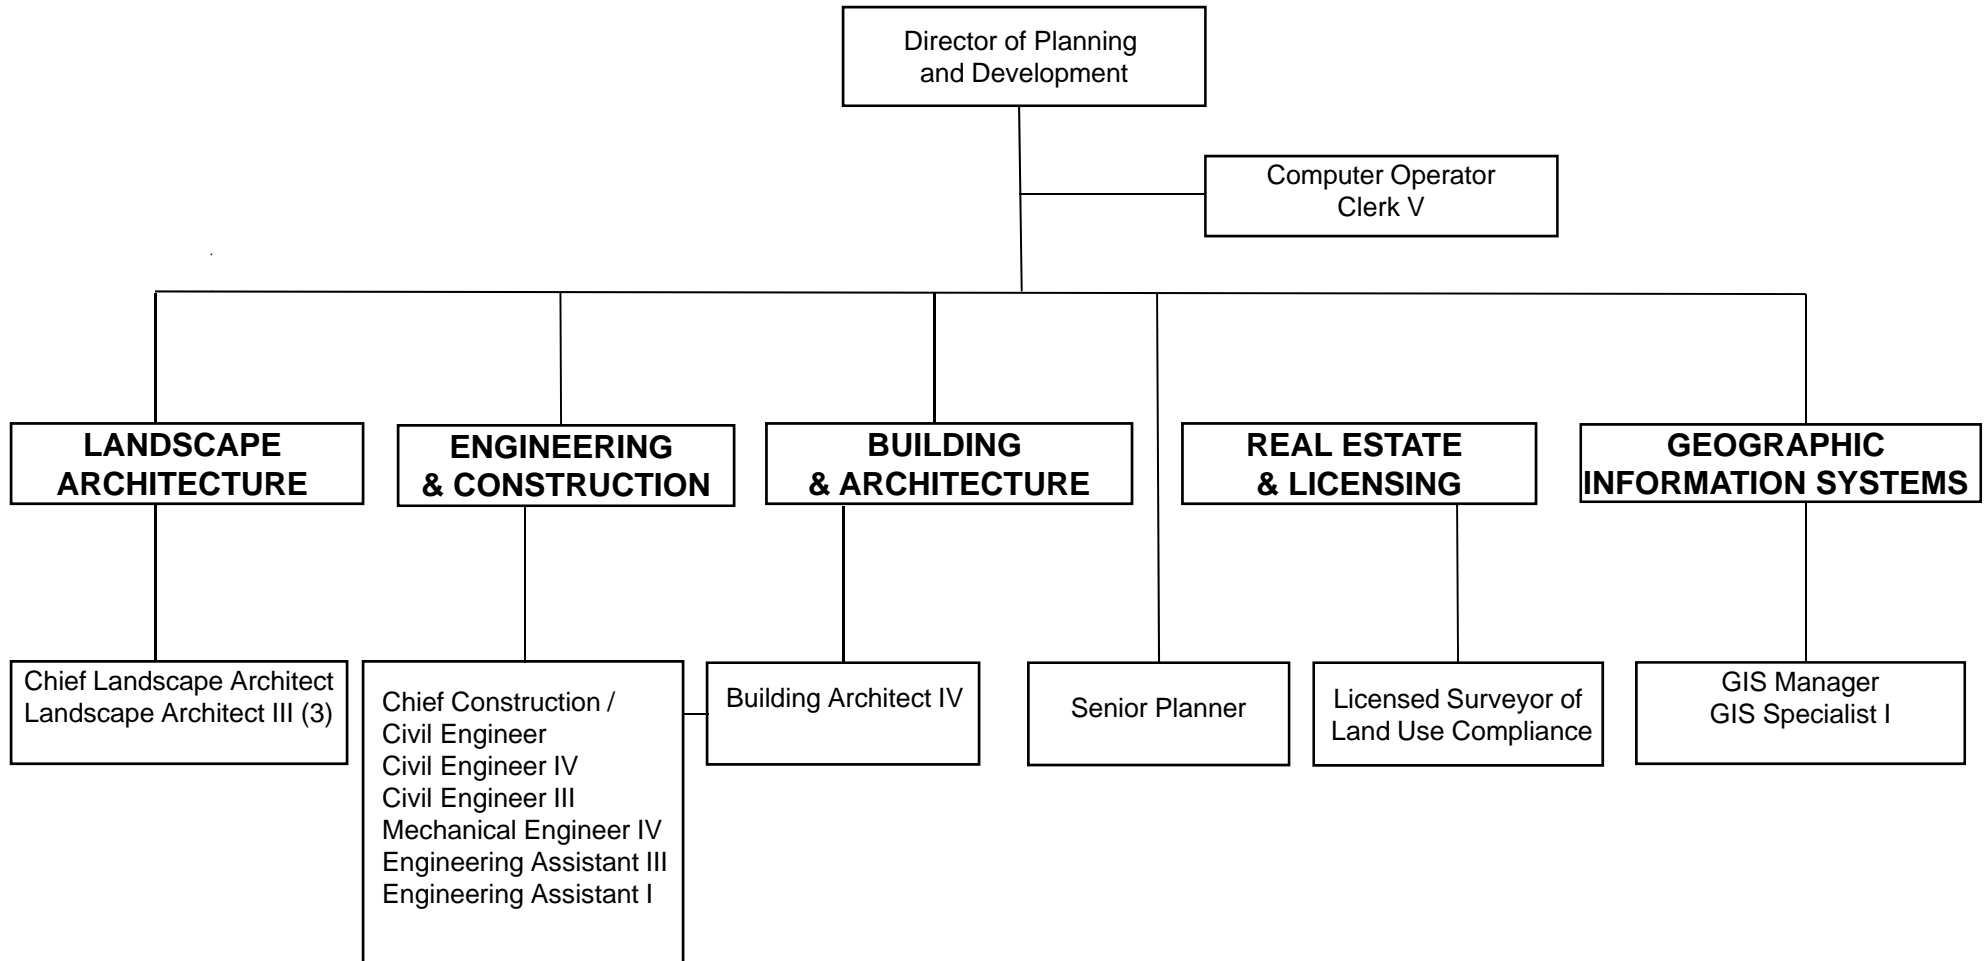 Director of Planning
and Development
Computer Operator
Clerk V
LANDSCAPE
ARCHITECTURE
ENGINEERING
& CONSTRUCTION
BUILDING
& ARCHITECTURE
REAL ESTATE
& LICENSING
GEOGRAPHIC
INFORMATION SYSTEMS
Chief Landscape Architect
Landscape Architect III (3)
Chief Construction /
Civil Engineer
Civil Engineer IV
Civil Engineer III
Mechanical Engineer IV
Engineering Assistant III
Engineering Assistant I
Building Architect IV
Senior Planner
Licensed Surveyor of
Land Use Compliance
GIS Manager
GIS Specialist I